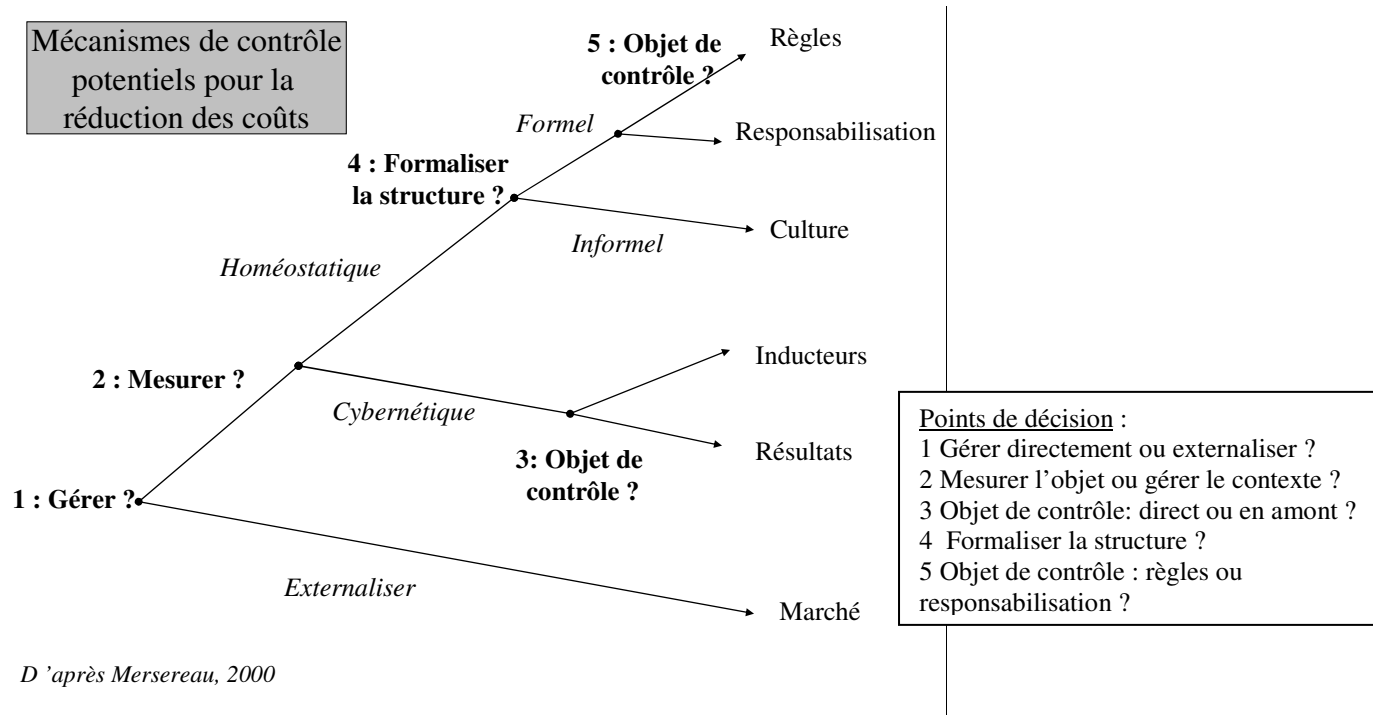 Mécanismes de contrôle
potentiels pour la
réduction des coûts
5 : Objet de
contrôle ?
Règles
Formel
Responsabilisation
4 : Formaliser
la structure ?
Informel
Culture
Homéostatique
2 : Mesurer ?
Inducteurs
Cybernétique
3: Objet de
contrôle ?
Résultats
1 : Gérer ?
Externaliser
Marché
Points de décision :
1 Gérer directement ou externaliser ?
2 Mesurer l’objet ou gérer le contexte ?
3 Objet de contrôle: direct ou en amont ?
4  Formaliser la structure ?
5 Objet de contrôle : règles ou
responsabilisation ?
D ’après Mersereau, 2000